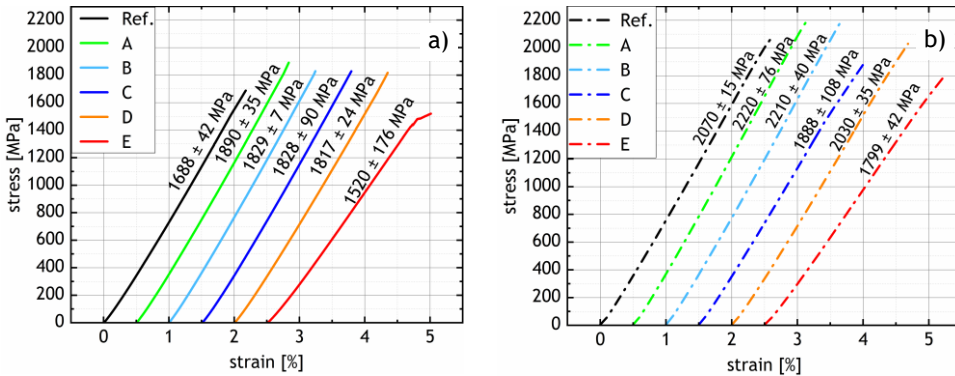 a)
Ref.
A
B
C
D
E
2200
2000
1800
1600
1400
1200
1000
800
600
400
200
0
stress [MPa]
1688 ± 42 MPa
1890 ± 35 MPa
1829 ± 7 MPa
1828 ± 90 MPa
1817 ± 24 MPa
1520 ± 176 MPa
0 1 2 3 4 5
strain [%]
b)
Ref.
A
B
C
D
E
2200
2000
1800
1600
1400
1200
1000
800
600
400
200
0
stress [MPa]
2070 ± 15 MPa
2220 ± 76 MPa
2210 ± 40 MPa
1888 ± 108 MPa
2030 ± 35 MPa
1799 ± 42 MPa
0 1 2 3 4 5
strain [%]